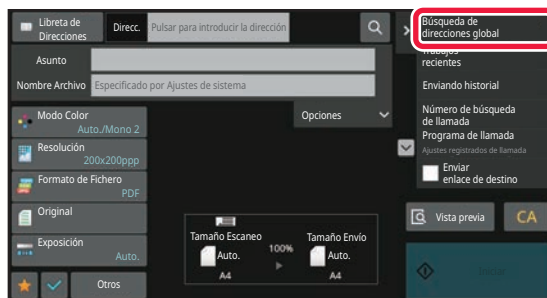 Libreta de
Direcciones
Direcc.
Pulsar para introducir la dirección
Asunto
Nombre Archivo
Especificado por Ajustes de sistema
Modo Color
Auto./Mono 2
Opciones
Resolución
200x200ppp
Formato de Fichero
PDF
Original
Exposición
Auto.
Otros
Tamaño Escaneo
100%
Tamaño Envío
Auto.
Auto.
A4
A4
Búsqueda de
direcciones global
Trabajos
recientes
Enviando historial
Número de búsqueda
de llamada
Programa de llamada
Ajustes registrados de llamada
Enviar
enlace de destino
Vista previa
CA